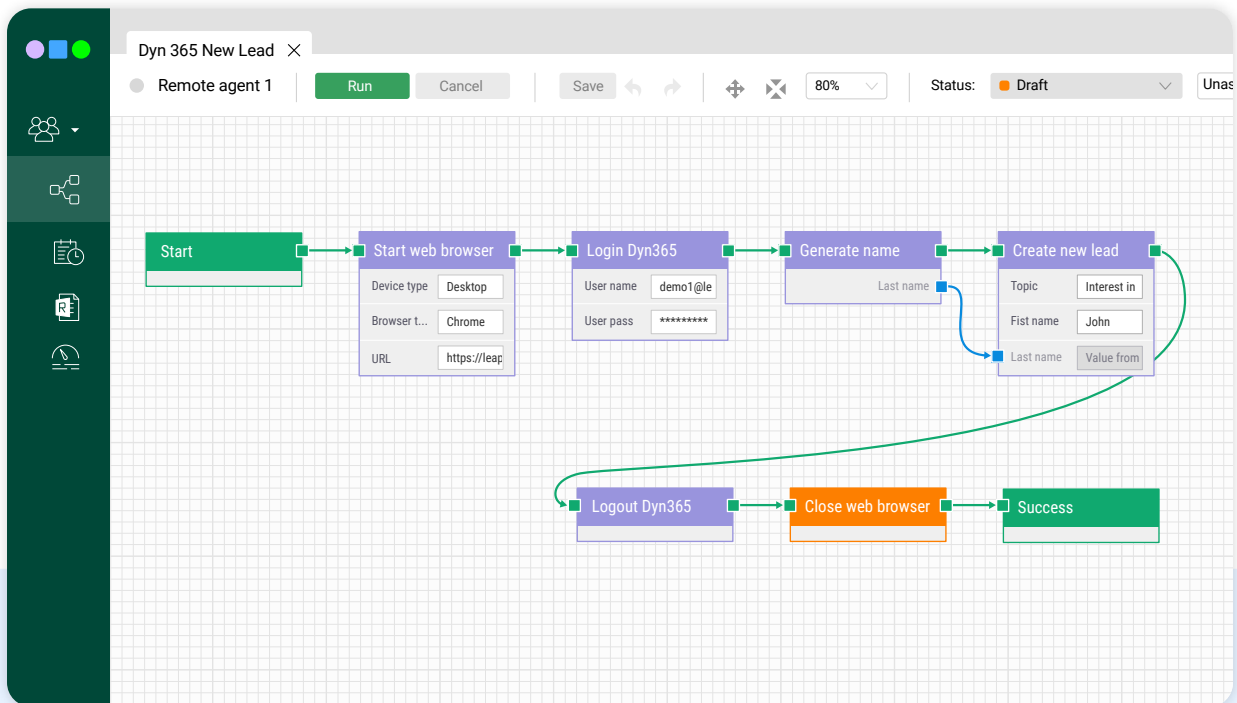 Dyn 365 New Lead
Remote agent 1 Run Cancel Save 80% Status: Draft Unas
Start
Start web browser
Device type Desktop
Browser t... Chrome
URL https://leap
Login Dyn365
User name demo1@le
User pass *********
Generate name
Last name
Create new lead
Topic Interest in
Fist name John
Last name Value from
Logout Dyn365
Close web browser
Success